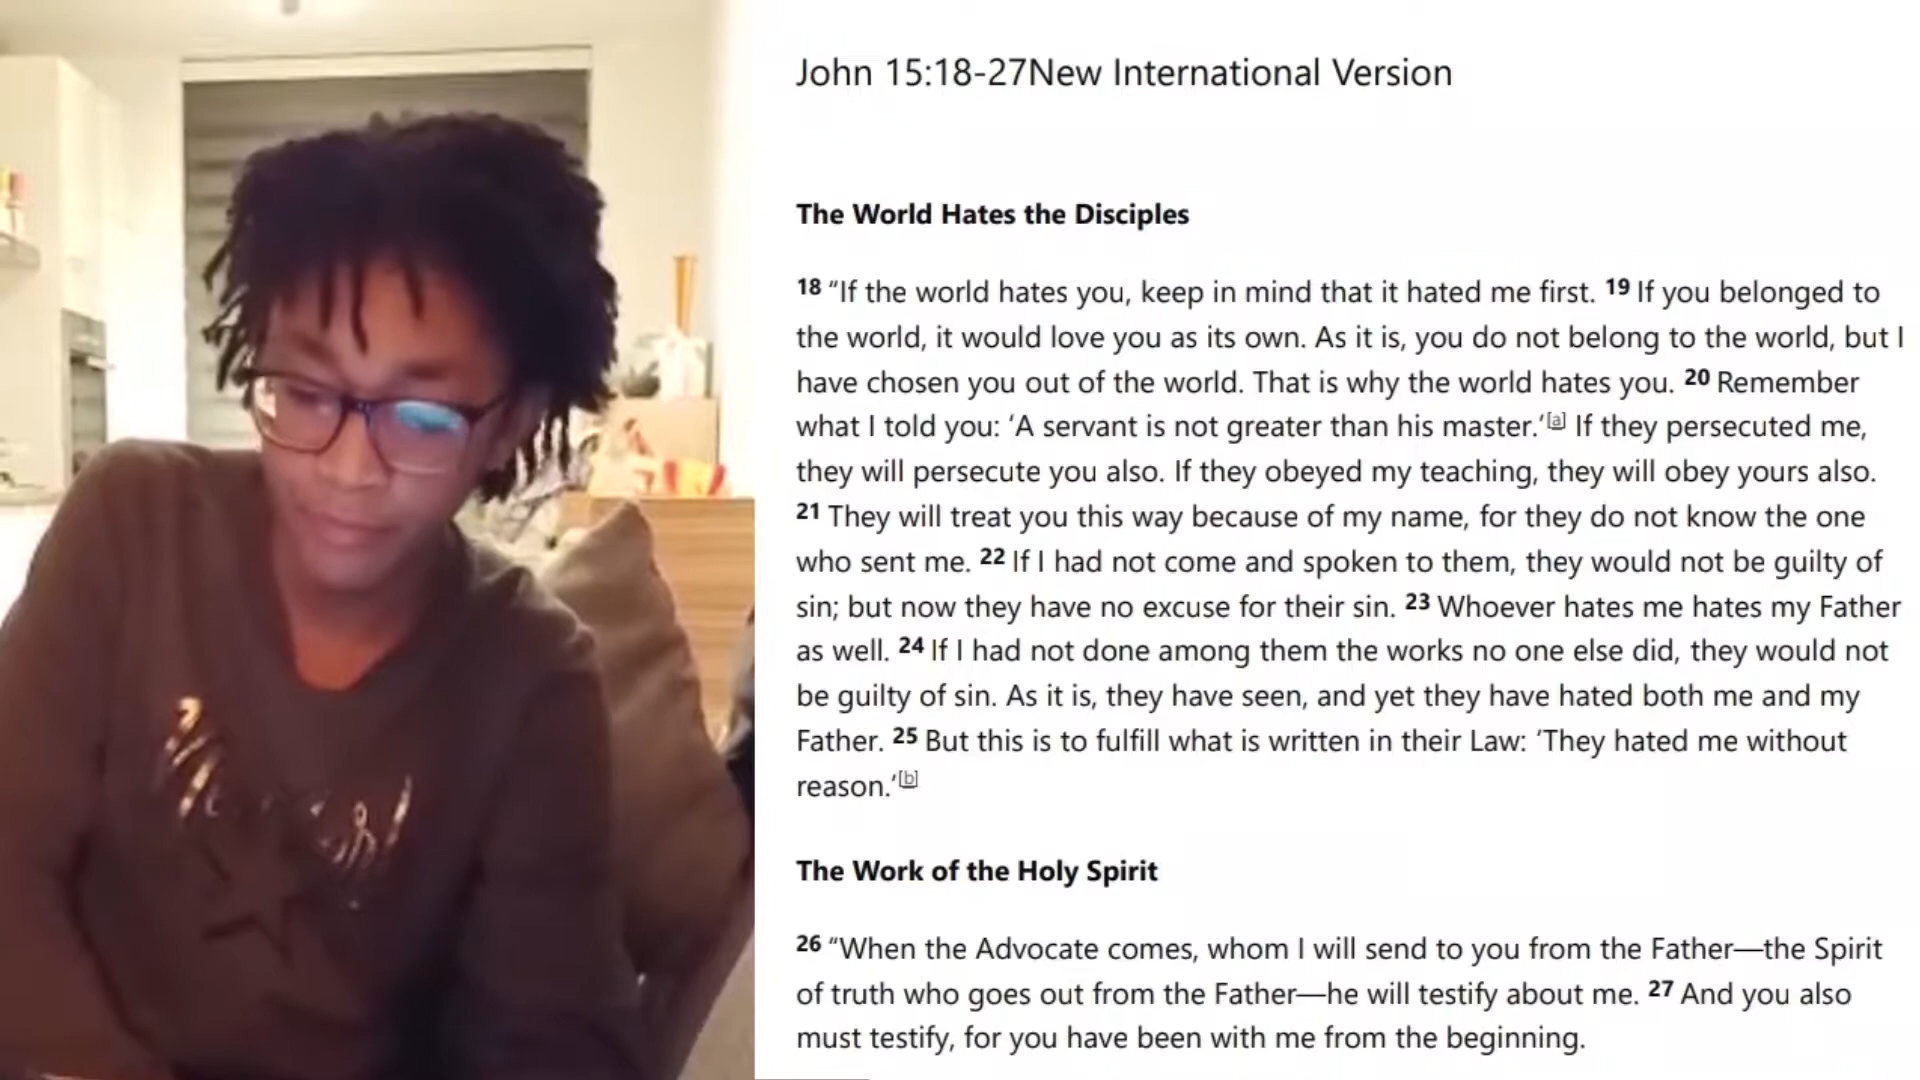 John 15:18-27New International Version
The World Hates the Disciples
18 “If the world hates you, keep in mind that it hated me first. 19 If you belonged to
the world, it would love you as its own. As it is, you do not belong to the world, but I
have chosen you out of the world. That is why the world hates you. 20 Remember
what I told you: ‘A servant is not greater than his master.’[a] If they persecuted me,
they will persecute you also. If they obeyed my teaching, they will obey yours also.
21 They will treat you this way because of my name, for they do not know the one
who sent me. 22 If I had not come and spoken to them, they would not be guilty of
sin; but now they have no excuse for their sin. 23 Whoever hates me hates my Father
as well. 24 If I had not done among them the works no one else did, they would not
be guilty of sin. As it is, they have seen, and yet they have hated both me and my
Father. 25 But this is to fulfill what is written in their Law: ‘They hated me without
reason.’[b]
The Work of the Holy Spirit
26 “When the Advocate comes, whom I will send to you from the Father—the Spirit
of truth who goes out from the Father—he will testify about me. 27 And you also
must testify, for you have been with me from the beginning.